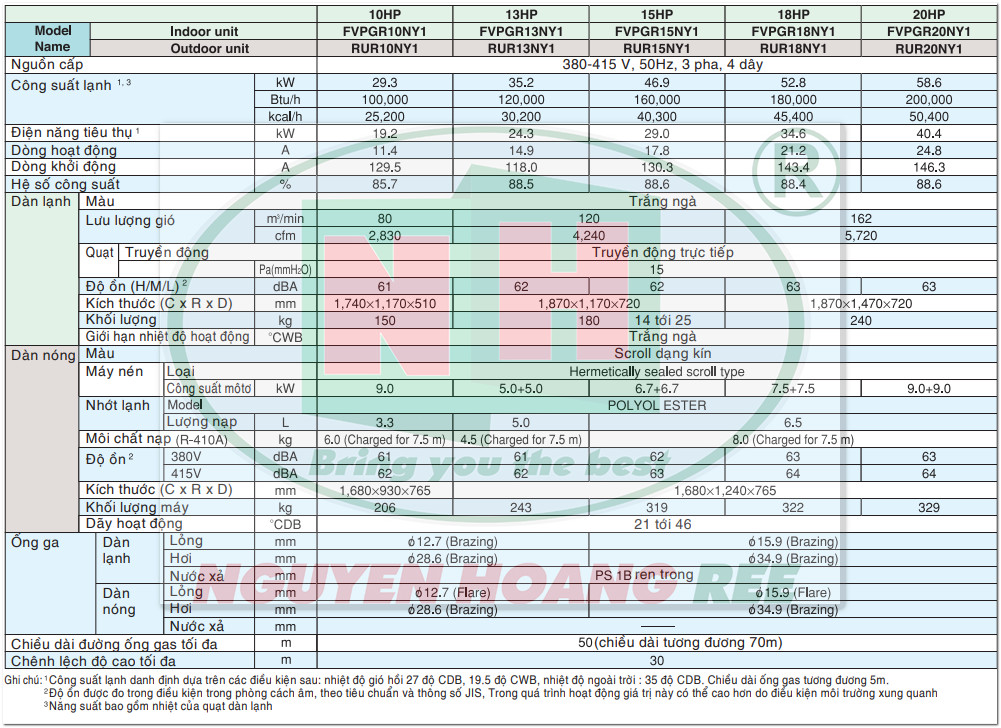 10HP 13HP 15HP 18HP 20HP
Model Name Indoor unit FVPGR10NY1 FVPGR13NY1 FVPGR15NY1 FVPGR18NY1 FVPGR20NY1
Outdoor unit RUR10NY1 RUR13NY1 RUR15NY1 RUR18NY1 RUR20NY1
Nguồn cấp 380-415 V, 50Hz, 3 pha, 4 dây
Công suất lạnh 1, 3 kW 29.3 35.2 46.9 52.8 58.6
Btu/h 100,000 120,000 160,000 180,000 200,000
kcal/h 25,200 30,200 40,300 45,400 50,400
Điện năng tiêu thụ 1 kW 19.2 24.3 29.0 34.6 40.4
Dòng hoạt động A 11.4 14.9 17.8 21.2 24.8
Dòng khởi động A 129.5 118.0 130.3 143.4 146.3
Hệ số công suất % 85.7 88.5 88.6 88.4 88.6
Dàn lạnh Màu Trắng ngà
Lưu lượng gió m³/min 80 120 162
cfm 2,830 4,240 5,720
Quạt Truyền động Truyền động trực tiếp
Pa(mmH2O) 15
Độ ồn (H/M/L) 2 dBA 61 62 62 63 63
Kích thước (C x R x D) mm 1,740×1,170×510 1,870×1,170×720 1,870×1,470×720
Khối lượng kg 150 180 14 tới 25 240
Giới hạn nhiệt độ hoạt động °CWB Trắng ngà
Dàn nóng Màu Scroll dạng kín
Máy nén Loại Hermetically sealed scroll type
Công suất môtơ kW 9.0 5.0+5.0 6.7+6.7 7.5+7.5 9.0+9.0
Nhớt lạnh Model POLYOL ESTER
Lượng nạp L 3.3 5.0 6.5
Môi chất nạp (R-410A) kg 6.0 (Charged for 7.5 m) 4.5 (Charged for 7.5 m) 8.0 (Charged for 7.5 m)
Độ ồn 2 380V dBA 61 61 62 63 63
415V dBA 62 62 63 64 64
Bring you the best
Kích thước (C x R x D) mm 1,680×930×765 1,680×1,240×765
Khối lượng máy kg 206 243 319 322 329
Dãy hoạt động °CDB 21 tới 46
Ống ga Dàn lạnh Lỏng mm ϕ12.7 (Brazing) ϕ15.9 (Brazing)
Hơi mm ϕ28.6 (Brazing) ϕ34.9 (Brazing)
Nước xả mm PS 1B ren trong
NGUYEN HOANG REE
Dàn nóng Lỏng mm ϕ12.7 (Flare) ϕ15.9 (Flare)
Hơi mm ϕ28.6 (Brazing) ϕ34.9 (Brazing)
Nước xả mm ——
Chiều dài đường ống gas tối đa m 50(chiều dài tương đương 70m)
Chênh lệch độ cao tối đa m 30
Ghi chú: 1 Công suất lạnh danh định dựa trên các điều kiện sau: nhiệt độ gió hồi 27 độ CDB, 19.5 độ CWB, nhiệt độ ngoài trời : 35 độ CDB. Chiều dài ống gas tương đương 5m.
2 Độ ồn được đo trong điều kiện trong phòng cách âm, theo tiêu chuẩn và thông số JIS, Trong quá trình hoạt động giá trị này có thể cao hơn do điều kiện môi trường xung quanh
3 Năng suất bao gồm nhiệt của quạt dàn lạnh
NH
®